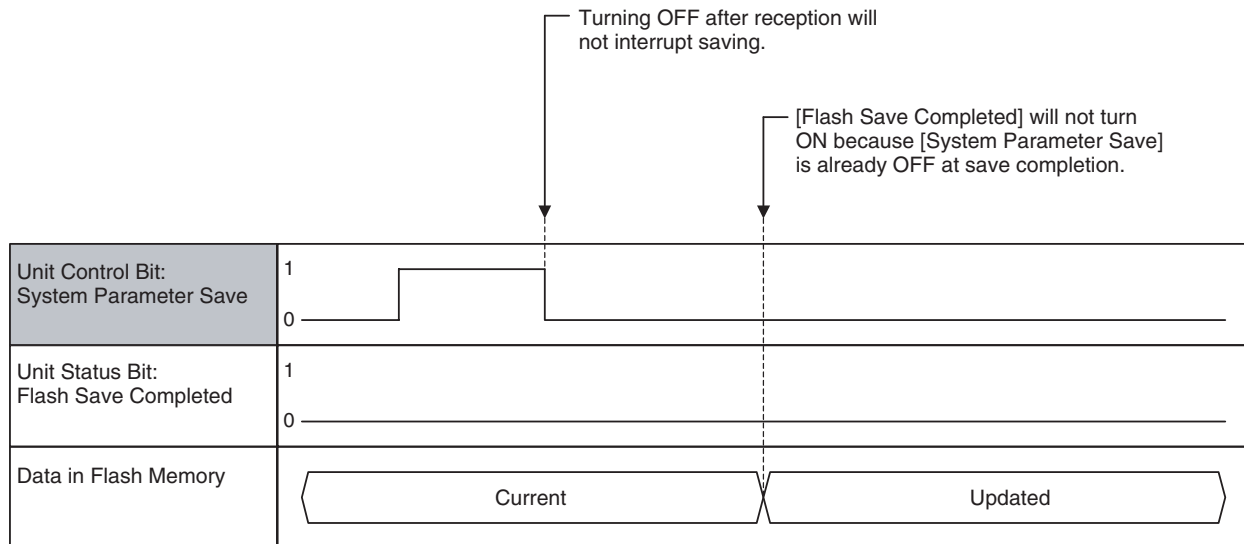 Turning OFF after reception will
not interrupt saving.
[Flash Save Completed] will not turn
ON because [System Parameter Save]
is already OFF at save completion.
Unit Control Bit:
System Parameter Save
1
0
Unit Status Bit:
Flash Save Completed
1
0
Data in Flash Memory
Current
Updated